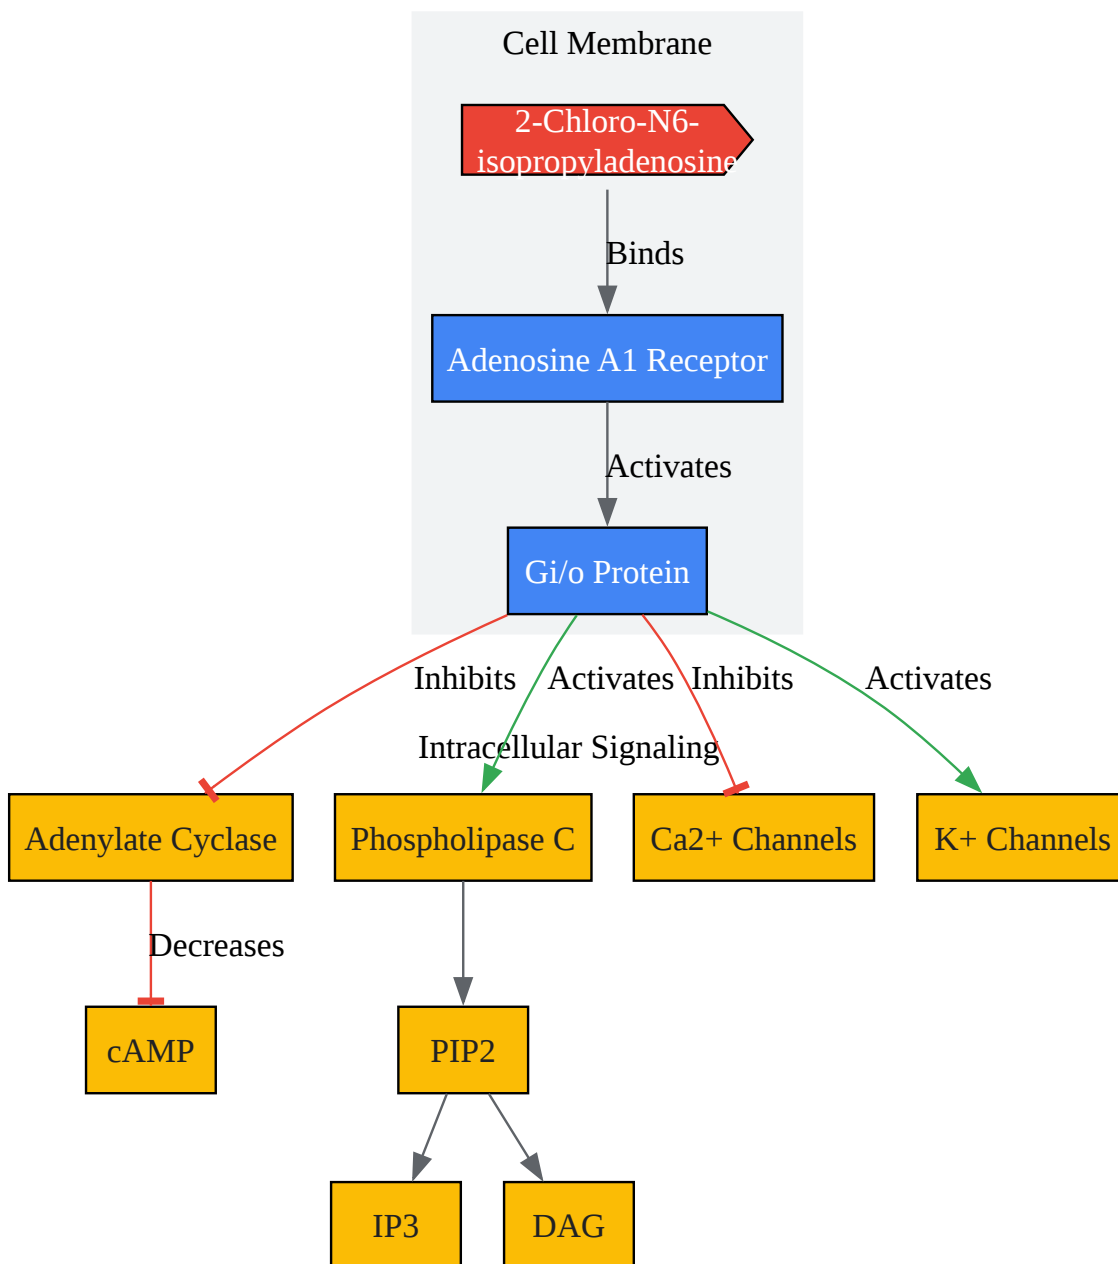 Cell Membrane
2-Chloro-N6-
isopropyladenosine
Binds
Adenosine A1 Receptor
Activates
Gi/o Protein
Inhibits
Activates
Inhibits
Activates
Intracellular Signaling
Adenylate Cyclase
Phospholipase C
Ca2+ Channels
K+ Channels
Decreases
cAMP
PIP2
IP3
DAG